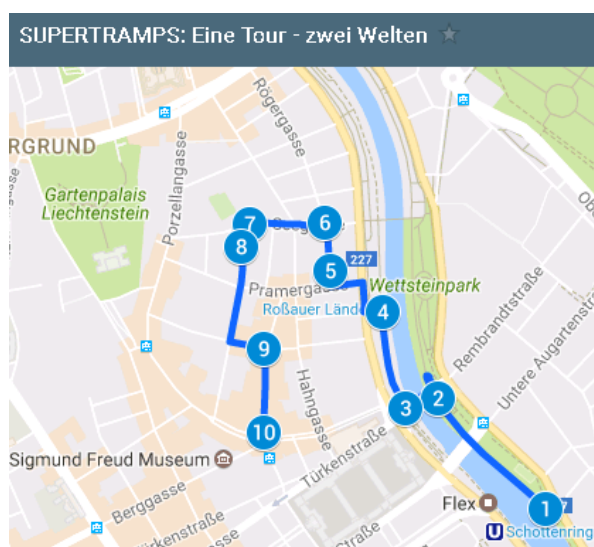 SUPERTRAMPS: Eine Tour - zwei Welten
RGRUND
Rögergasse
Porzellangasse
Gartenpalais
Liechtenstein
7
6
8
5
227
Pramergasse
Wettsteinpark
Roßauer Lände
4
Rembrandtstraße
Untere Augartenstr
9
Hahngasse
3
2
10
Sigmund Freud Museum
Türkenstraße
Berggasse
Flex
1
U Schottenring